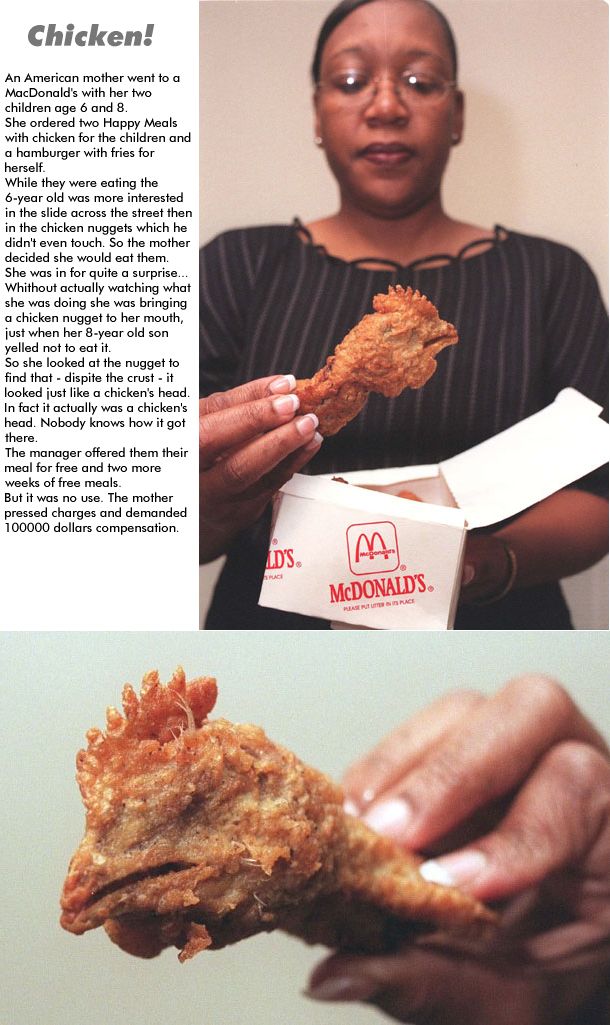 Chicken!
An American mother went to a
MacDonald's with her two
children age 6 and 8.
She ordered two Happy Meals
with chicken for the children and
a hamburger with fries for
herself.
While they were eating the
6-year old was more interested
in the slide across the street then
in the chicken nuggets which he
didn't even touch. So the mother
decided she would eat them.
She was in for quite a surprise...
Whithout actually watching what
she was doing she was bringing
a chicken nugget to her mouth,
just when her 8-year old son
yelled not to eat it.
So she looked at the nugget to
find that - dispite the crust - it
looked just like a chicken's head.
In fact it actually was a chicken's
head. Nobody knows how it got
there.
The manager offered them their
meal for free and two more
weeks of free meals.
But it was no use. The mother
pressed charges and demanded
100000 dollars compensation.
McDonald's
LD'S®
McDONALD'S®
S PLACE
PLEASE PUT LITTER IN ITS PLACE